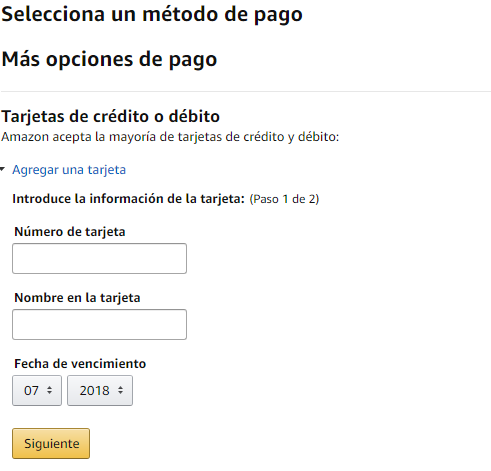 Selecciona un método de pago
Más opciones de pago
Tarjetas de crédito o débito
Amazon acepta la mayoría de tarjetas de crédito y débito:
Agregar una tarjeta
Introduce la información de la tarjeta: (Paso 1 de 2)
Número de tarjeta
Nombre en la tarjeta
Fecha de vencimiento
07 2018
Siguiente